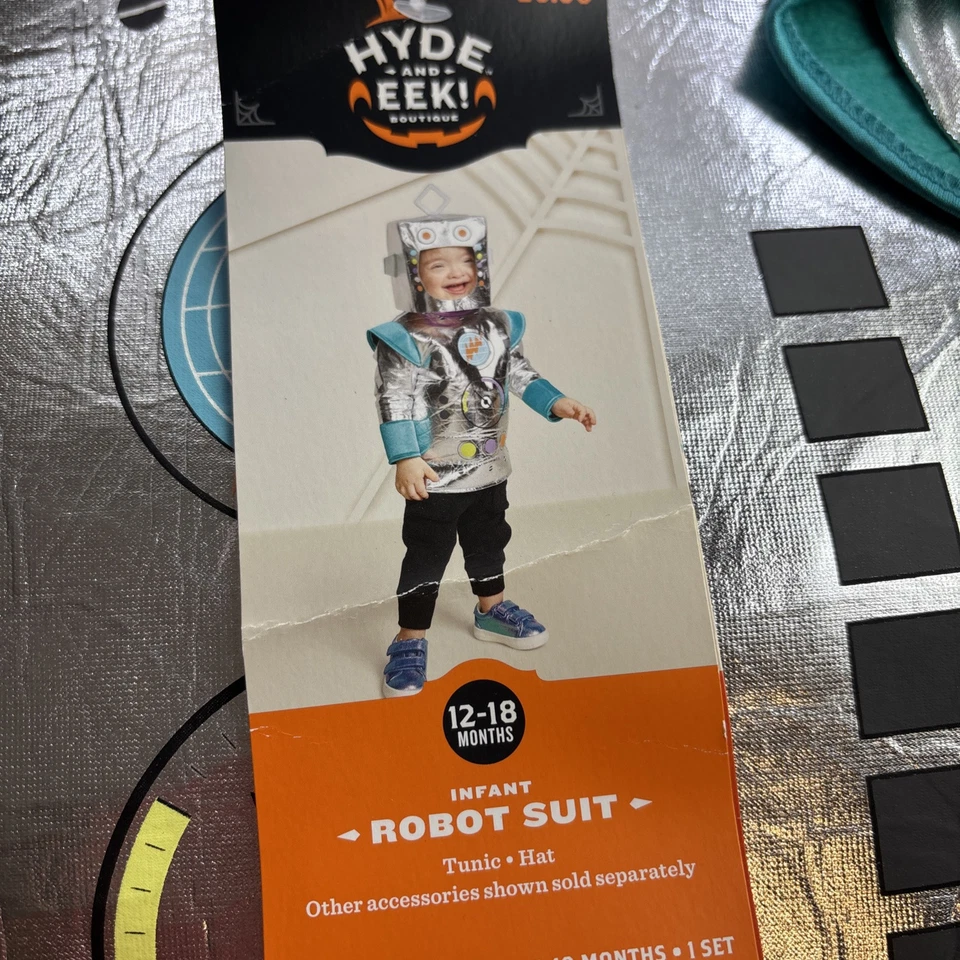 HYDE
AND
EEK!
BOUTIQUE
12-18
MONTHS
INFANT
ROBOT SUIT
Tunic • Hat
Other accessories shown sold separately
MONTHS • 1 SET